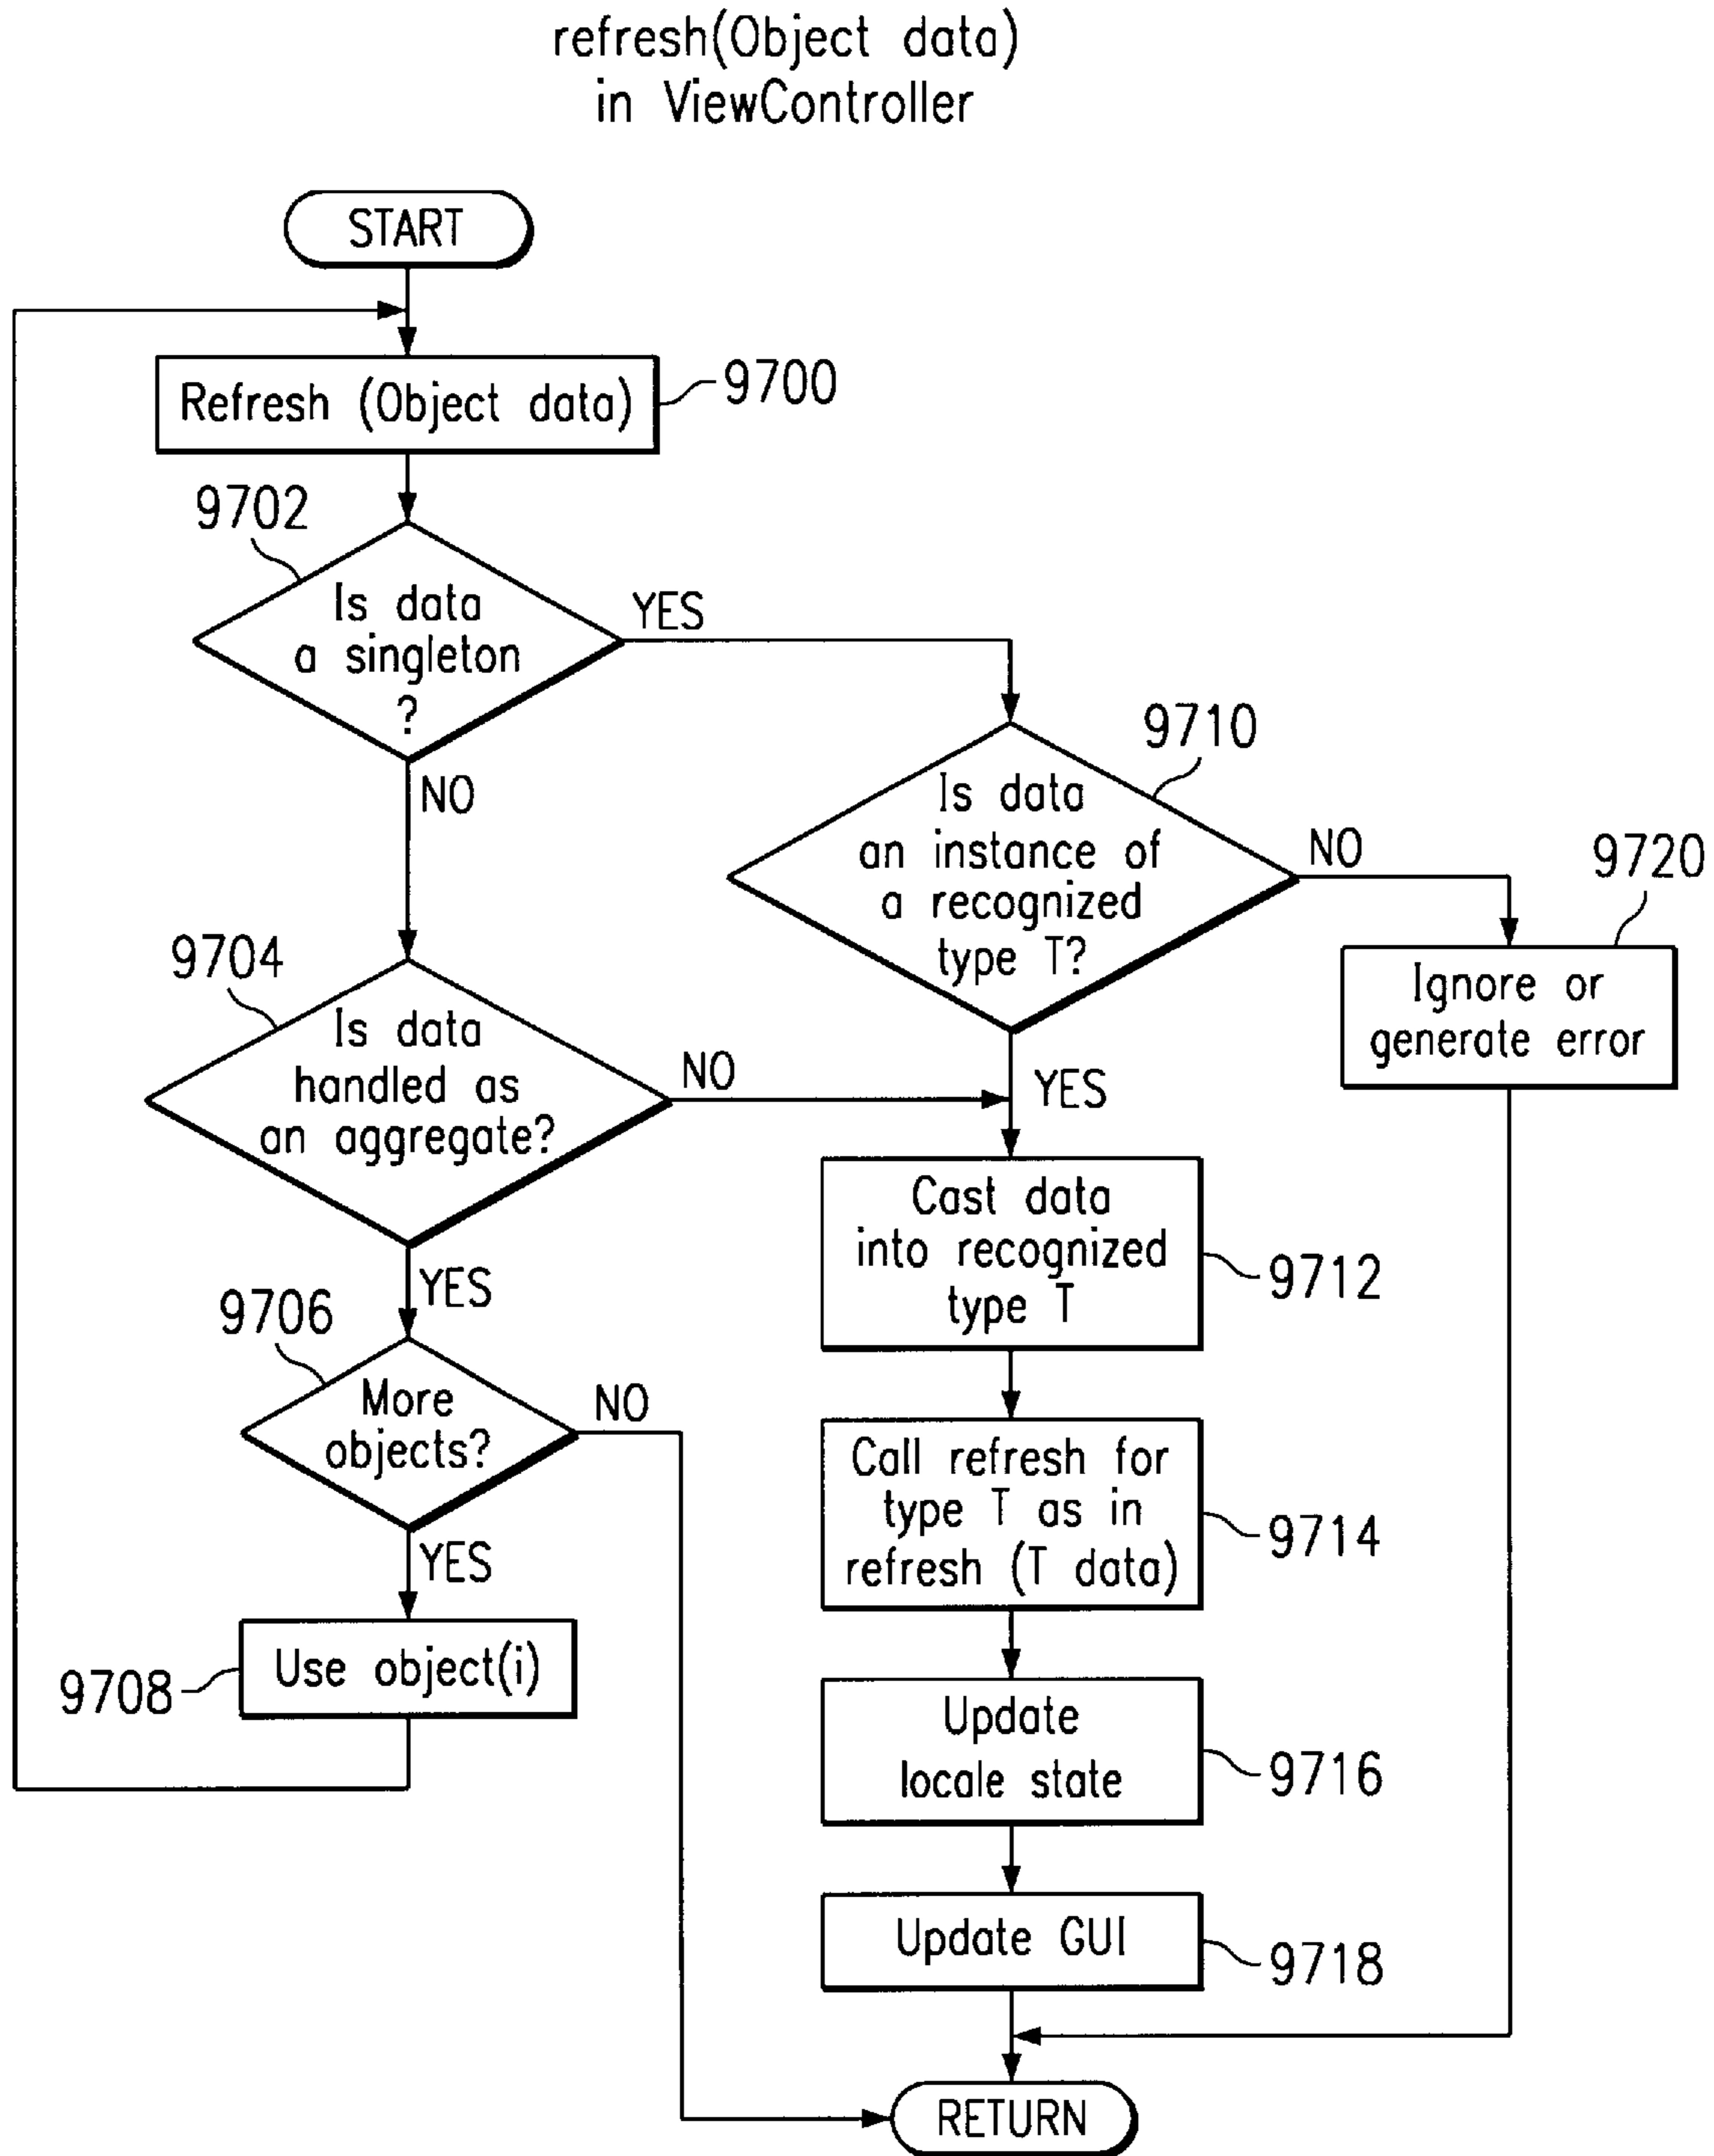 refresh(Object data)
in ViewController
START
Refresh (Object data)
9700
9702
Is data
a singleton
?
YES
NO
9710
Is data
an instance of
a recognized
type T?
NO
YES
9720
Ignore or
generate error
9704
Is data
handled as
an aggregate?
NO
YES
9712
Cast data
into recognized
type T
9706
More
objects?
NO
YES
9714
Call refresh for
type T as in
refresh (T data)
9708
Use object(i)
Update
locale state
9716
Update GUI
9718
RETURN